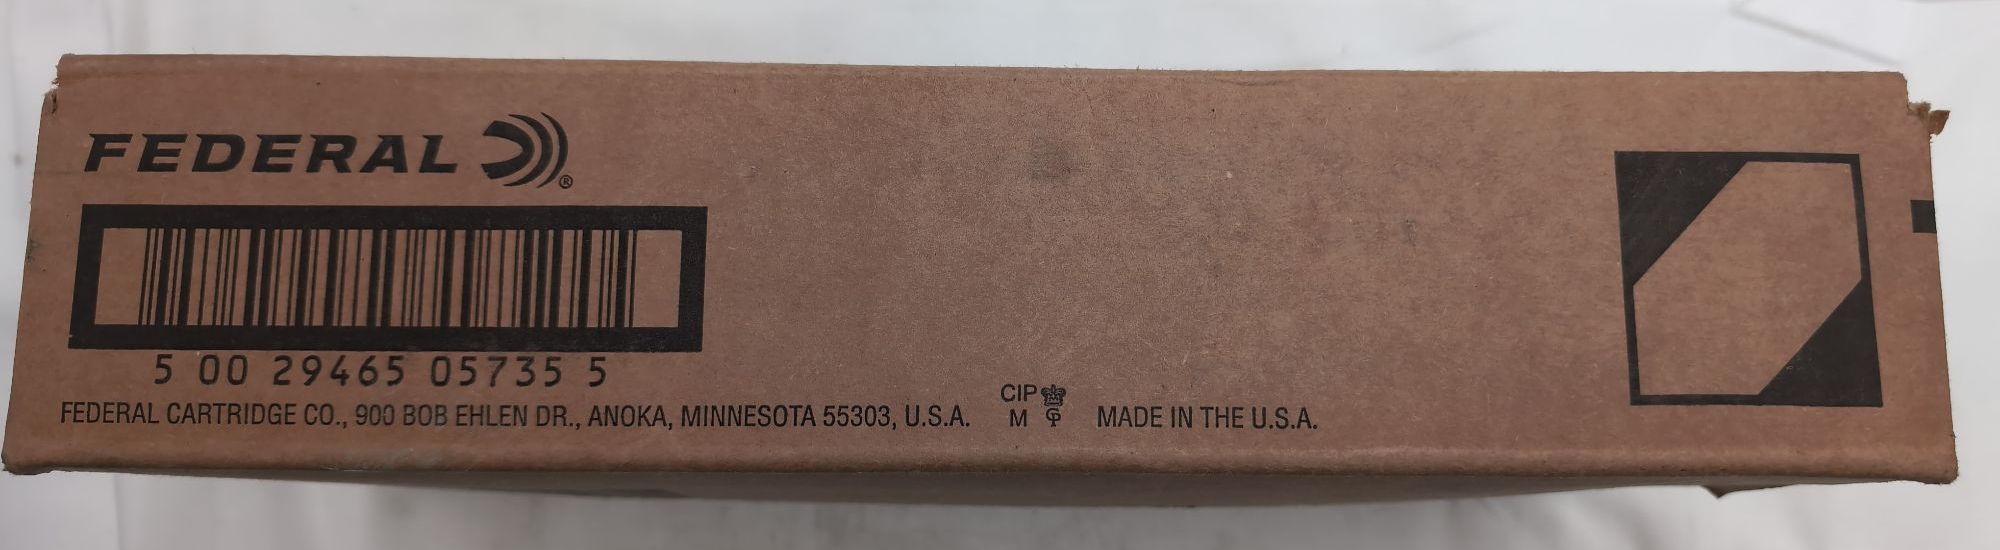 FEDERAL ®
5 00 29465 05735 5
CIP
FEDERAL CARTRIDGE CO., 900 BOB EHLEN DR., ANOKA, MINNESOTA 55303, U.S.A. M GP MADE IN THE U.S.A.